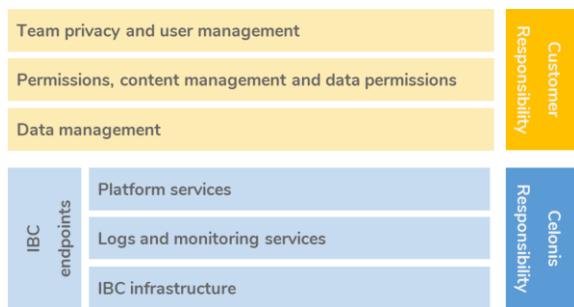 Team privacy and user management
Permissions, content management and data permissions
Data management
Customer
Responsibility
IBC
endpoints
Platform services
Logs and monitoring services
IBC infrastructure
Celonis
Responsibility